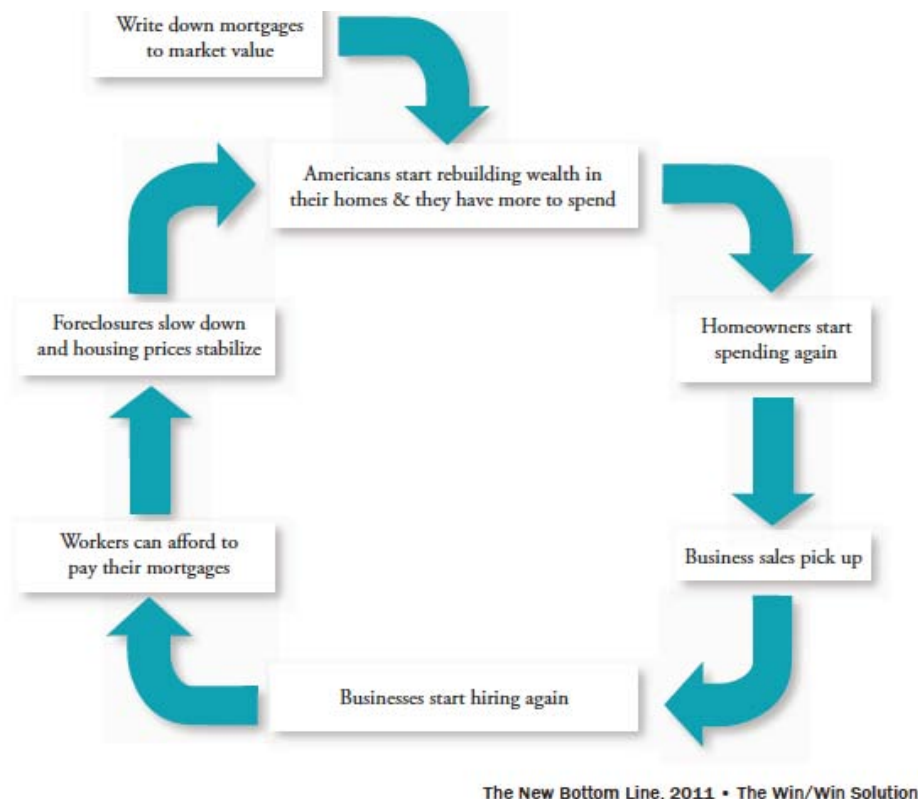 Write down mortgages
to market value
Americans start rebuilding wealth in
their homes & they have more to spend
Homeowners start
spending again
Business sales pick up
Businesses start hiring again
Workers can afford to
pay their mortgages
Foreclosures slow down
and housing prices stabilize
The New Bottom Line, 2011 • The Win/Win Solution